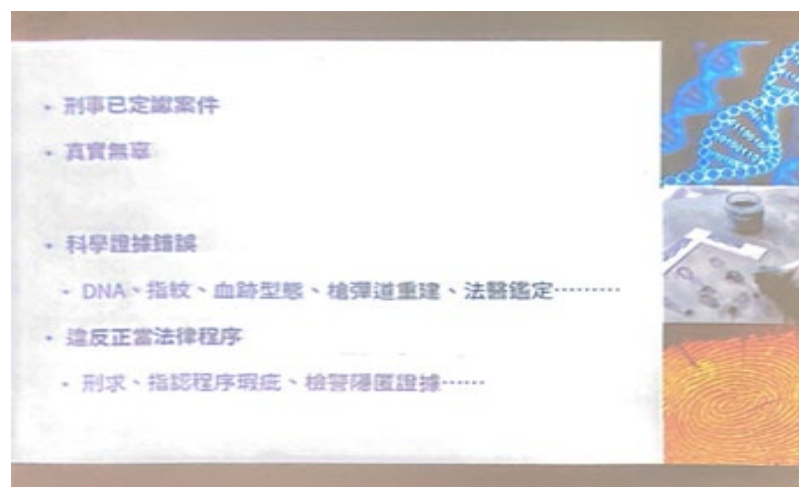 • 刑事已定讞案件
• 真實無辜
• 科學證據錯誤
• DNA、指紋、血跡型態、槍彈道重建、法醫鑑定………
• 違反正當法律程序
• 刑求、指認程序瑕疵、檢警隱匿證據……